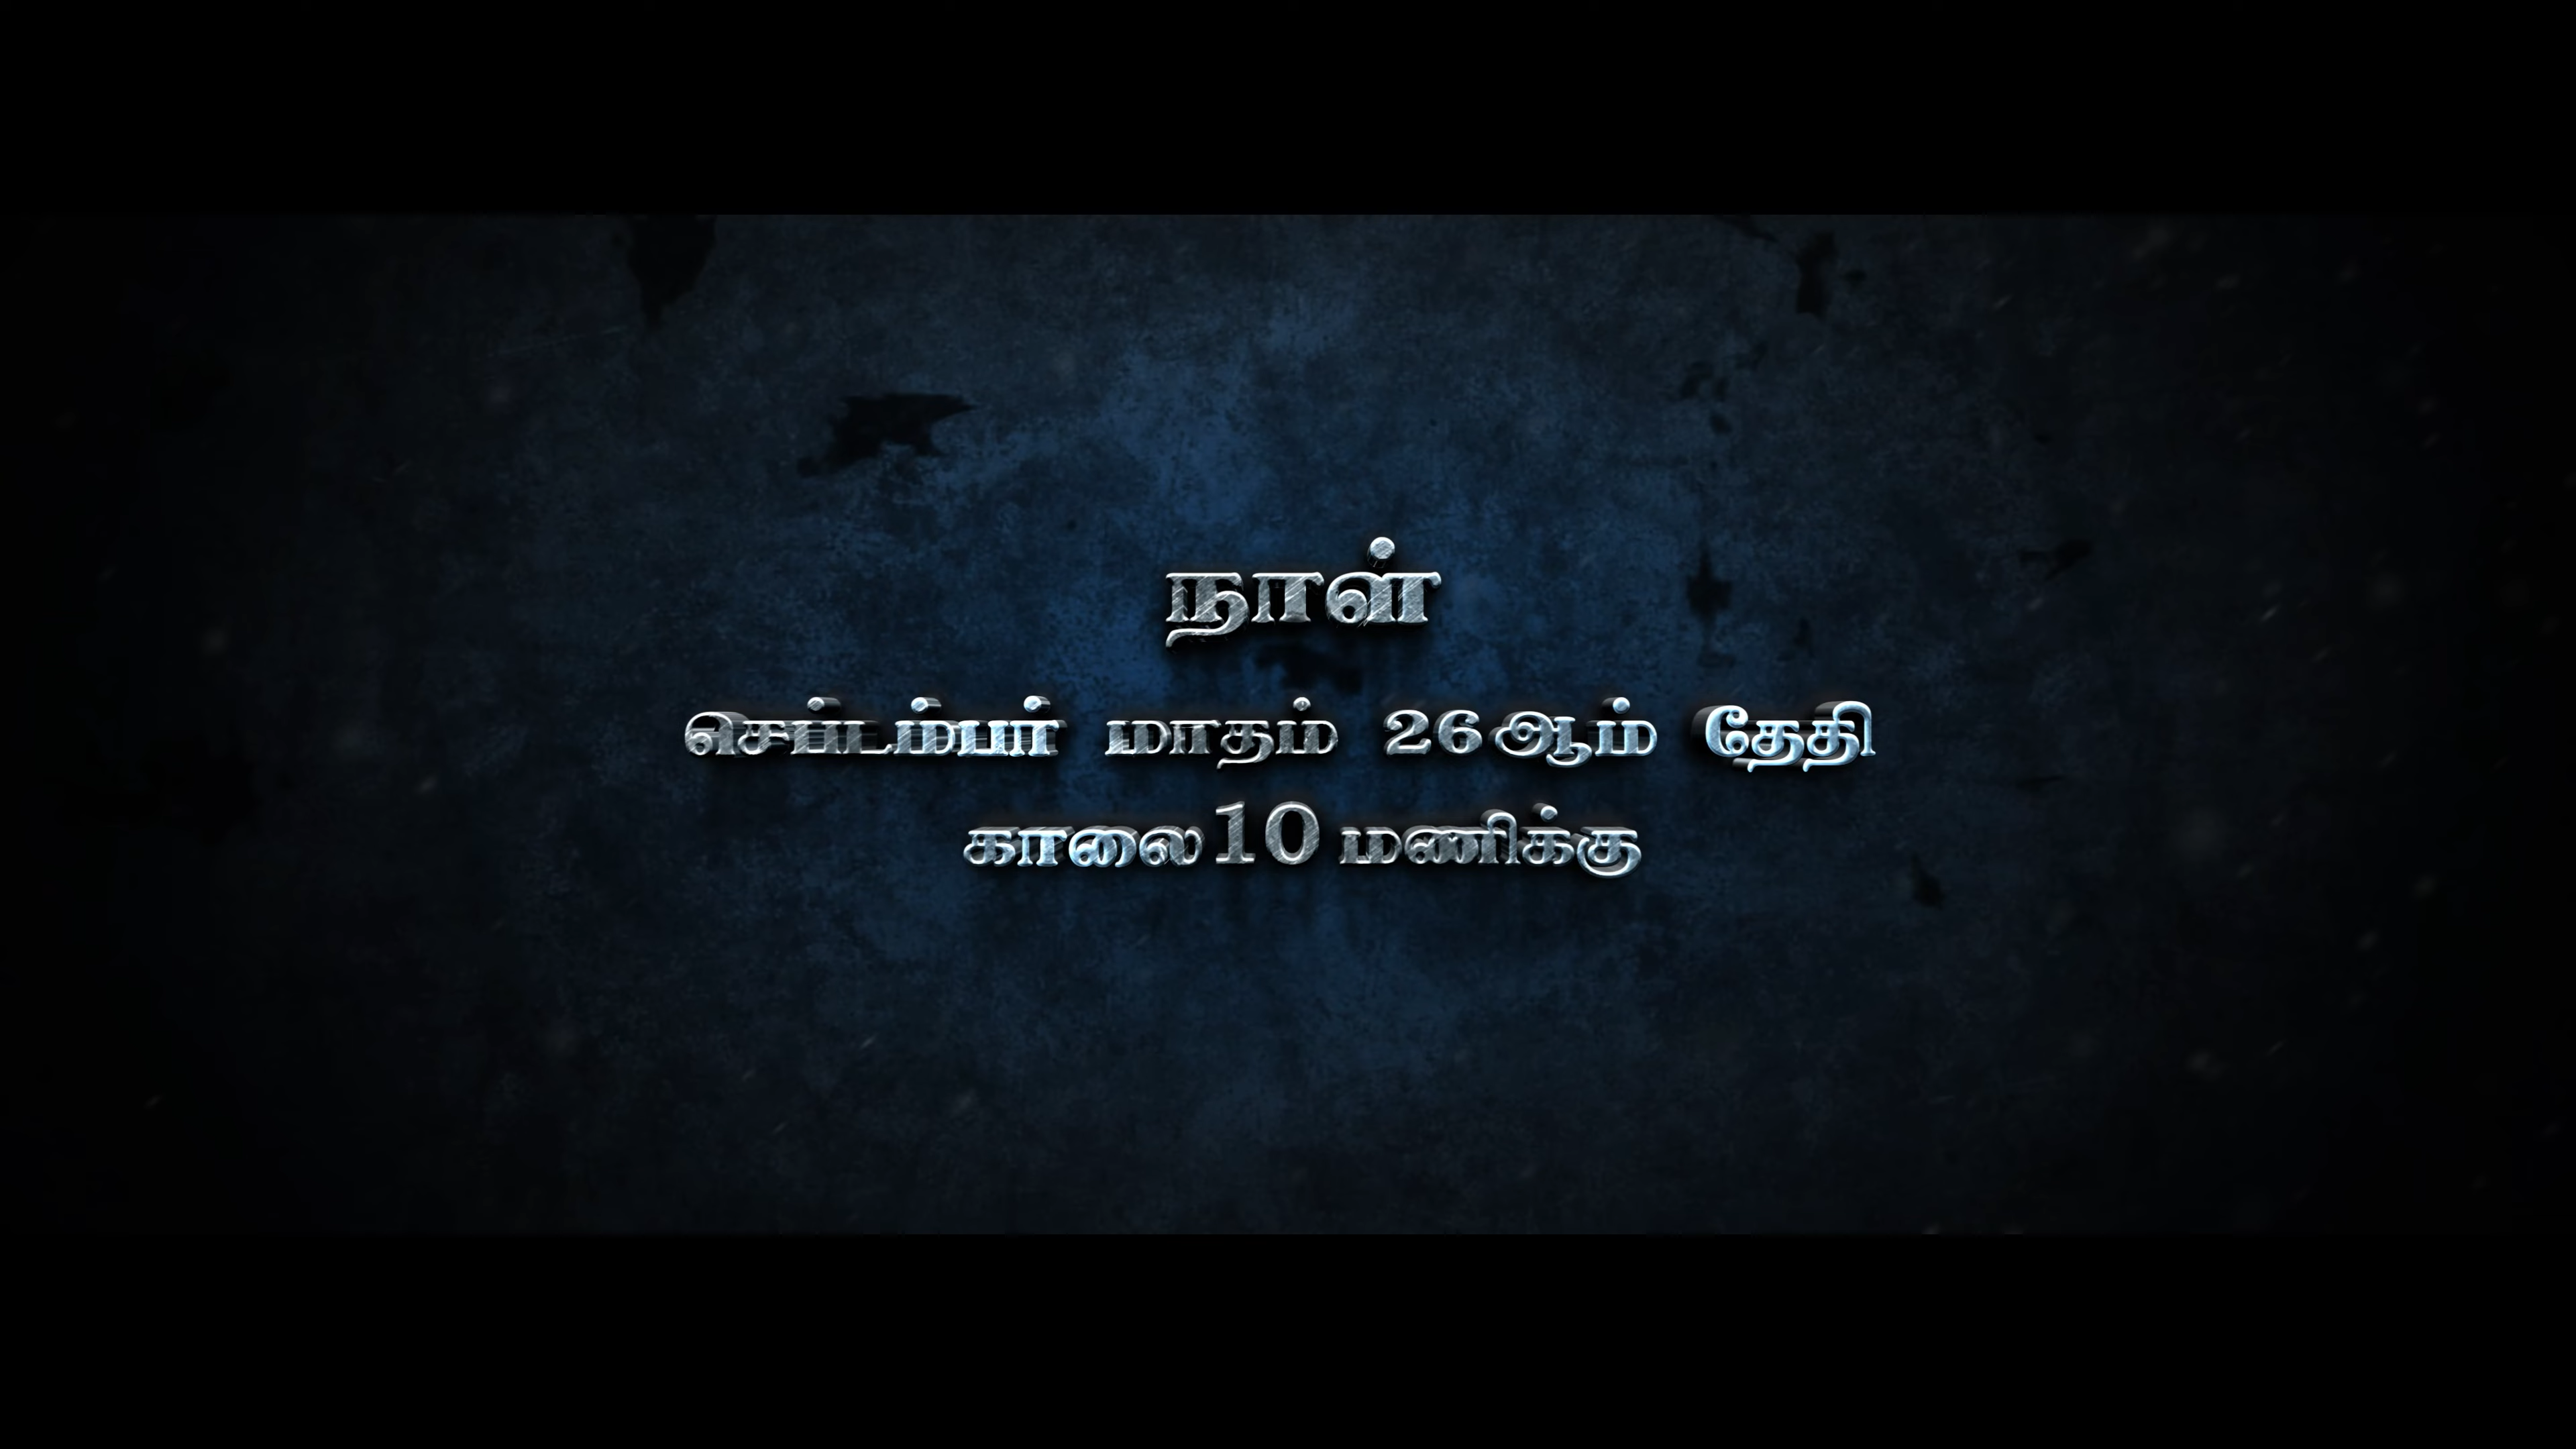 நாள்
செப்டம்பர் மாதம் 26ஆம் தேதி
காலை 10 மணிக்கு